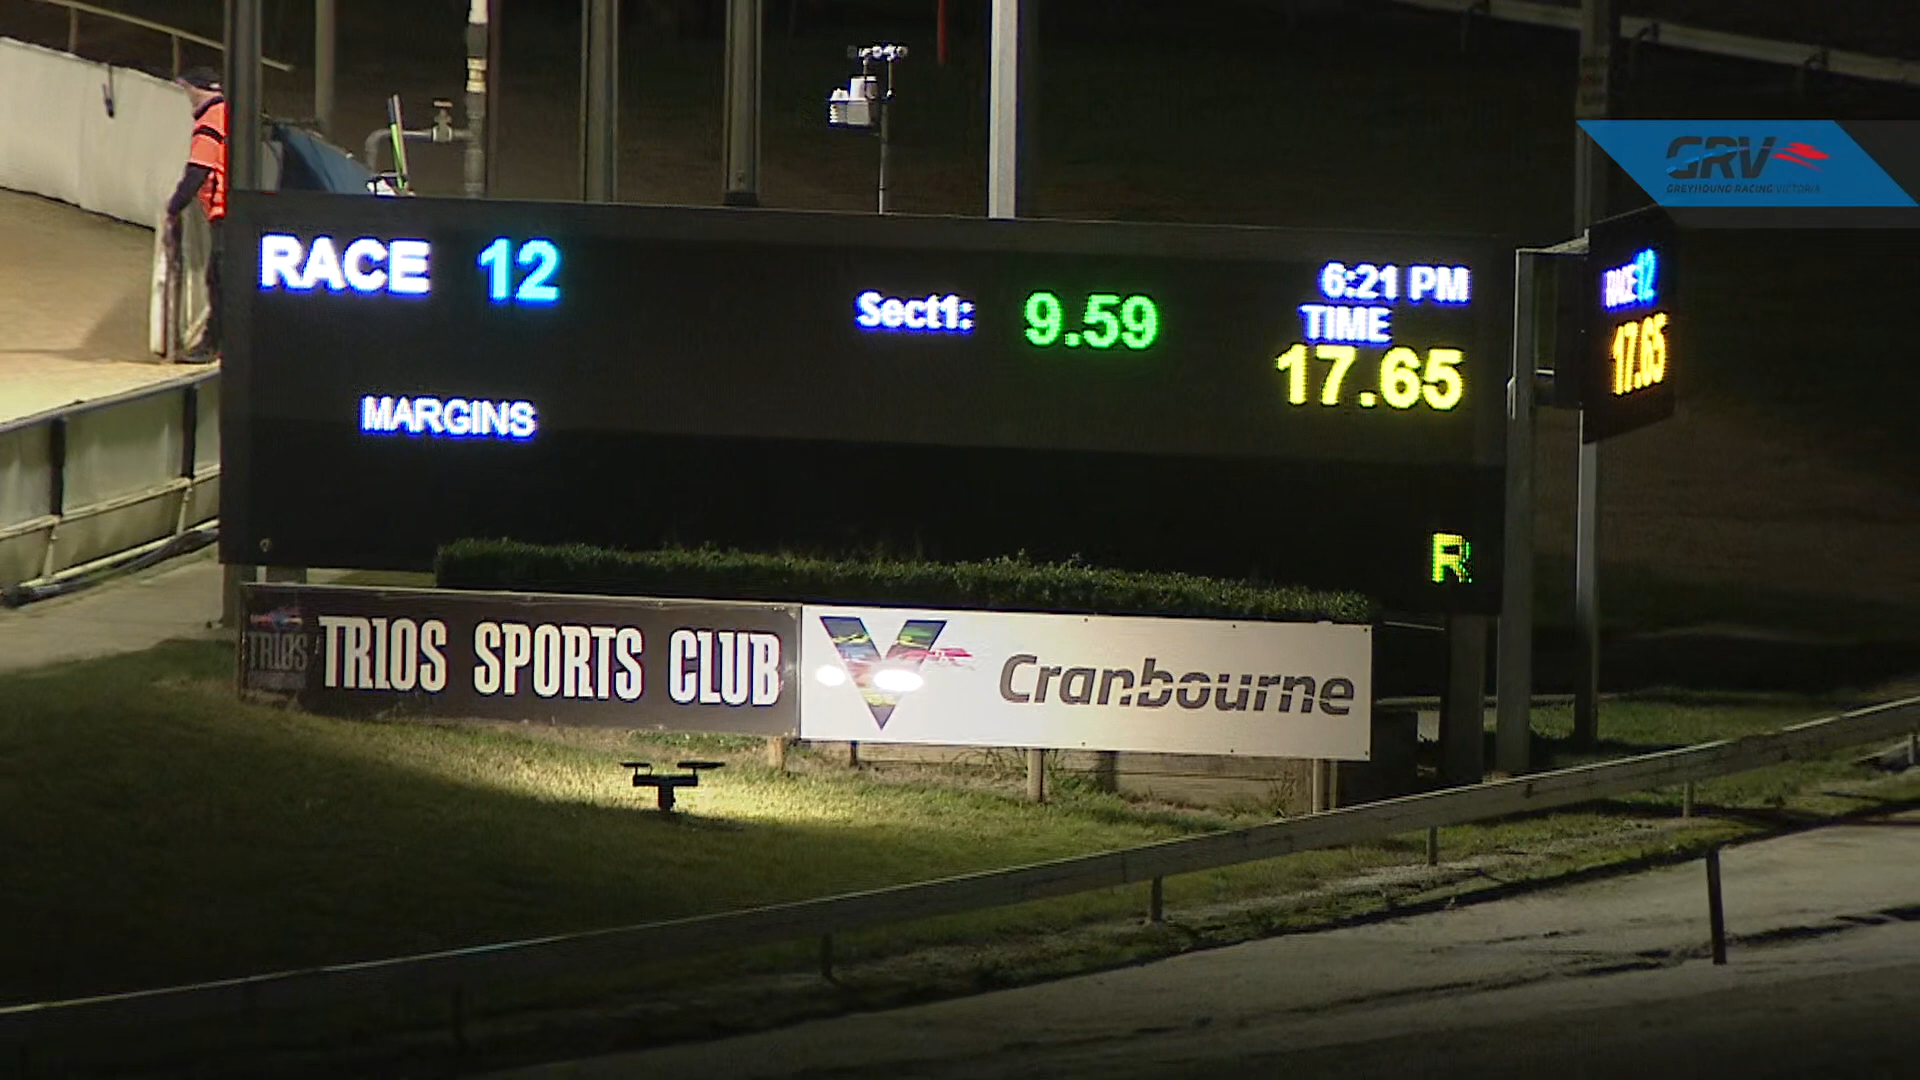 GRV
GREYHOUND RACING VICTORIA
RACE 12
6:21 PM
Sect1: 9.59
TIME
17.65
MARGINS
R
RACE 12
17.65
TRIOS
TRIOS SPORTS CLUB
Cranbourne